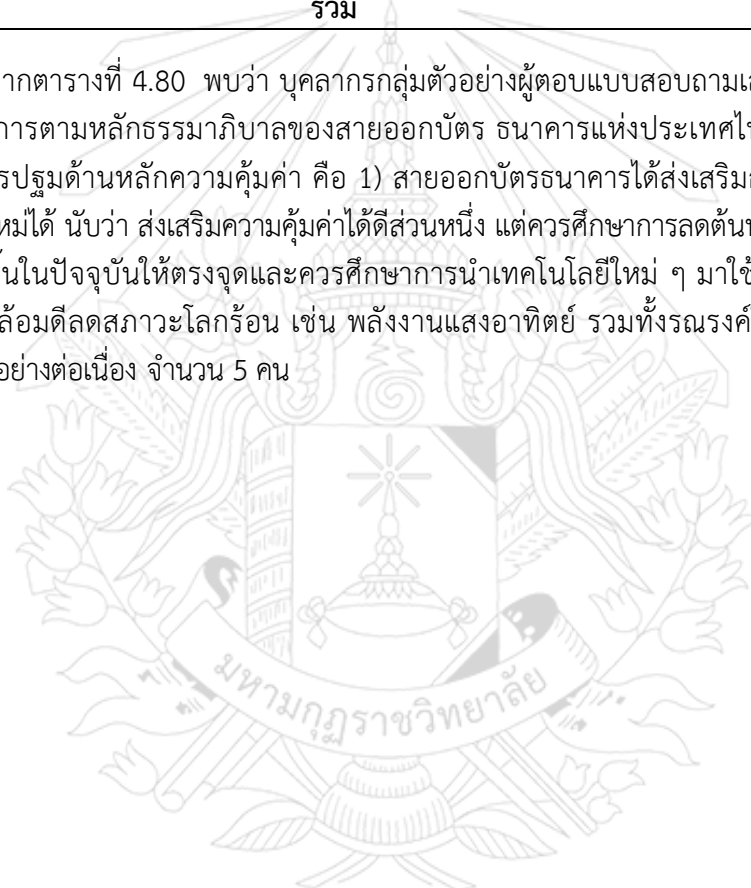 รวม
ากตารางที่ 4.80 พบว่า บุคลากรกลุ่มตัวอย่างผู้ตอบแบบสอบถามเส
การตามหลักธรรมาภิบาลของสายออกบัตร ธนาคารแห่งประเทศไท
รปฐมด้านหลักความคุ้มค่า คือ 1) สายออกบัตรธนาคารได้ส่งเสริมก
หม่ได้ นับว่า ส่งเสริมความคุ้มค่าได้ดีส่วนหนึ่ง แต่ควรศึกษาการลดต้นท
ึ้นในปัจจุบันให้ตรงจุดและควรศึกษาการนำเทคโนโลยีใหม่ ๆ มาใช้
ล้อมดีลดสภาวะโลกร้อน เช่น พลังงานแสงอาทิตย์ รวมทั้งรณรงค์
อย่างต่อเนื่อง จำนวน 5 คน
มหามกุฏราชวิทยาลัย